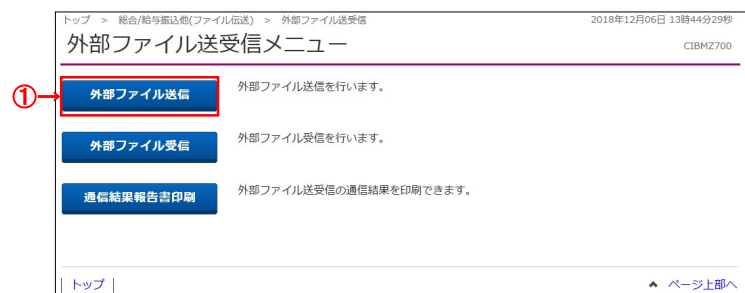 トップ > 総合/給与振込他(ファイル伝送) > 外部ファイル送受信 2018年12月06日 13時44分29秒
外部ファイル送受信メニュー CIBMZ700
① 外部ファイル送信 外部ファイル送信を行います。
外部ファイル受信 外部ファイル受信を行います。
通信結果報告書印刷 外部ファイル送受信の通信結果を印刷できます。
トップ ページ上部へ